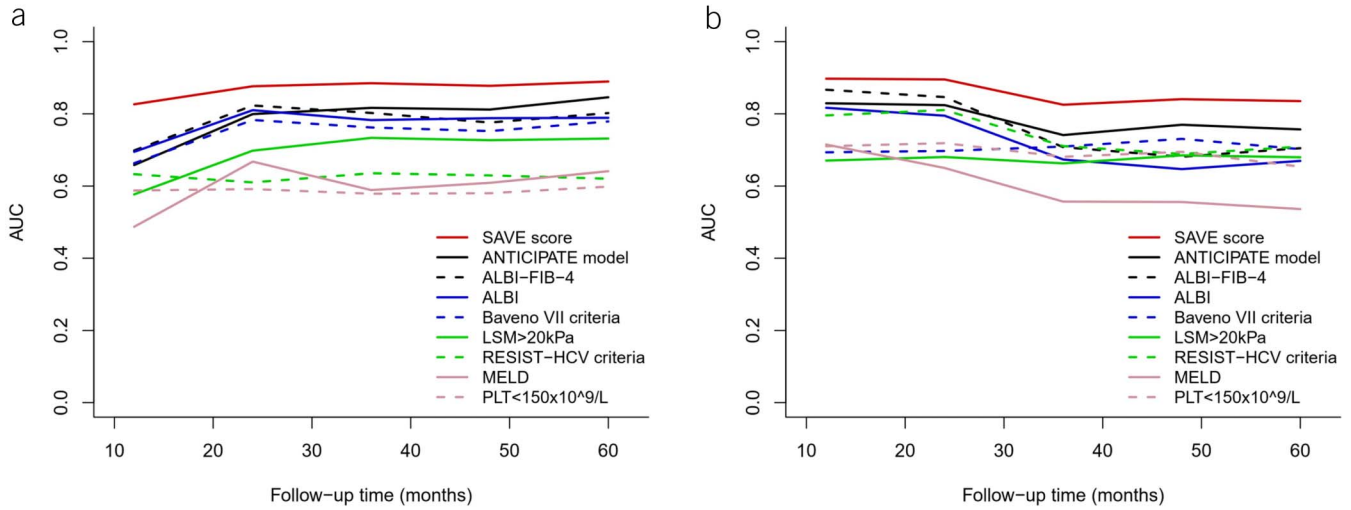 a
AUC
1.0
0.8
0.6
0.4
0.2
0.0
SAVE score
ANTICIPATE model
ALBI−FIB−4
ALBI
Baveno VII criteria
LSM>20kPa
RESIST−HCV criteria
MELD
PLT<150x10^9/L
10 20 30 40 50 60
Follow−up time (months)
b
AUC
1.0
0.8
0.6
0.4
0.2
0.0
SAVE score
ANTICIPATE model
ALBI−FIB−4
ALBI
Baveno VII criteria
LSM>20kPa
RESIST−HCV criteria
MELD
PLT<150x10^9/L
10 20 30 40 50 60
Follow−up time (months)